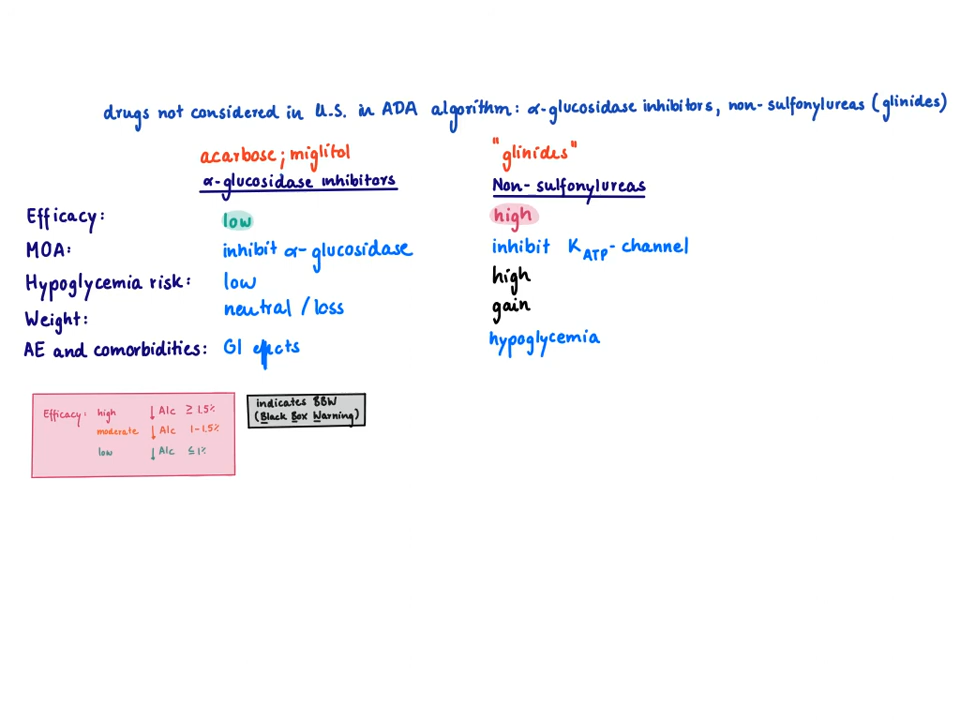 drugs not considered in U.S. in ADA algorithm: α-glucosidase inhibitors, non-sulfonylureas (glinides)
acarbose; miglitol "glinides"
α-glucosidase inhibitors Non-sulfonylureas
Efficacy: low high
MOA: inhibit α-glucosidase inhibit KATP-channel
Hypoglycemia risk: low high
Weight: neutral / loss gain
AE and comorbidities: GI effects hypoglycemia
Efficacy: high ↓ A1c ≥ 1.5%
moderate ↓ A1c 1-1.5%
low ↓ A1c ≤ 1%
indicates BBW
(Black Box Warning)